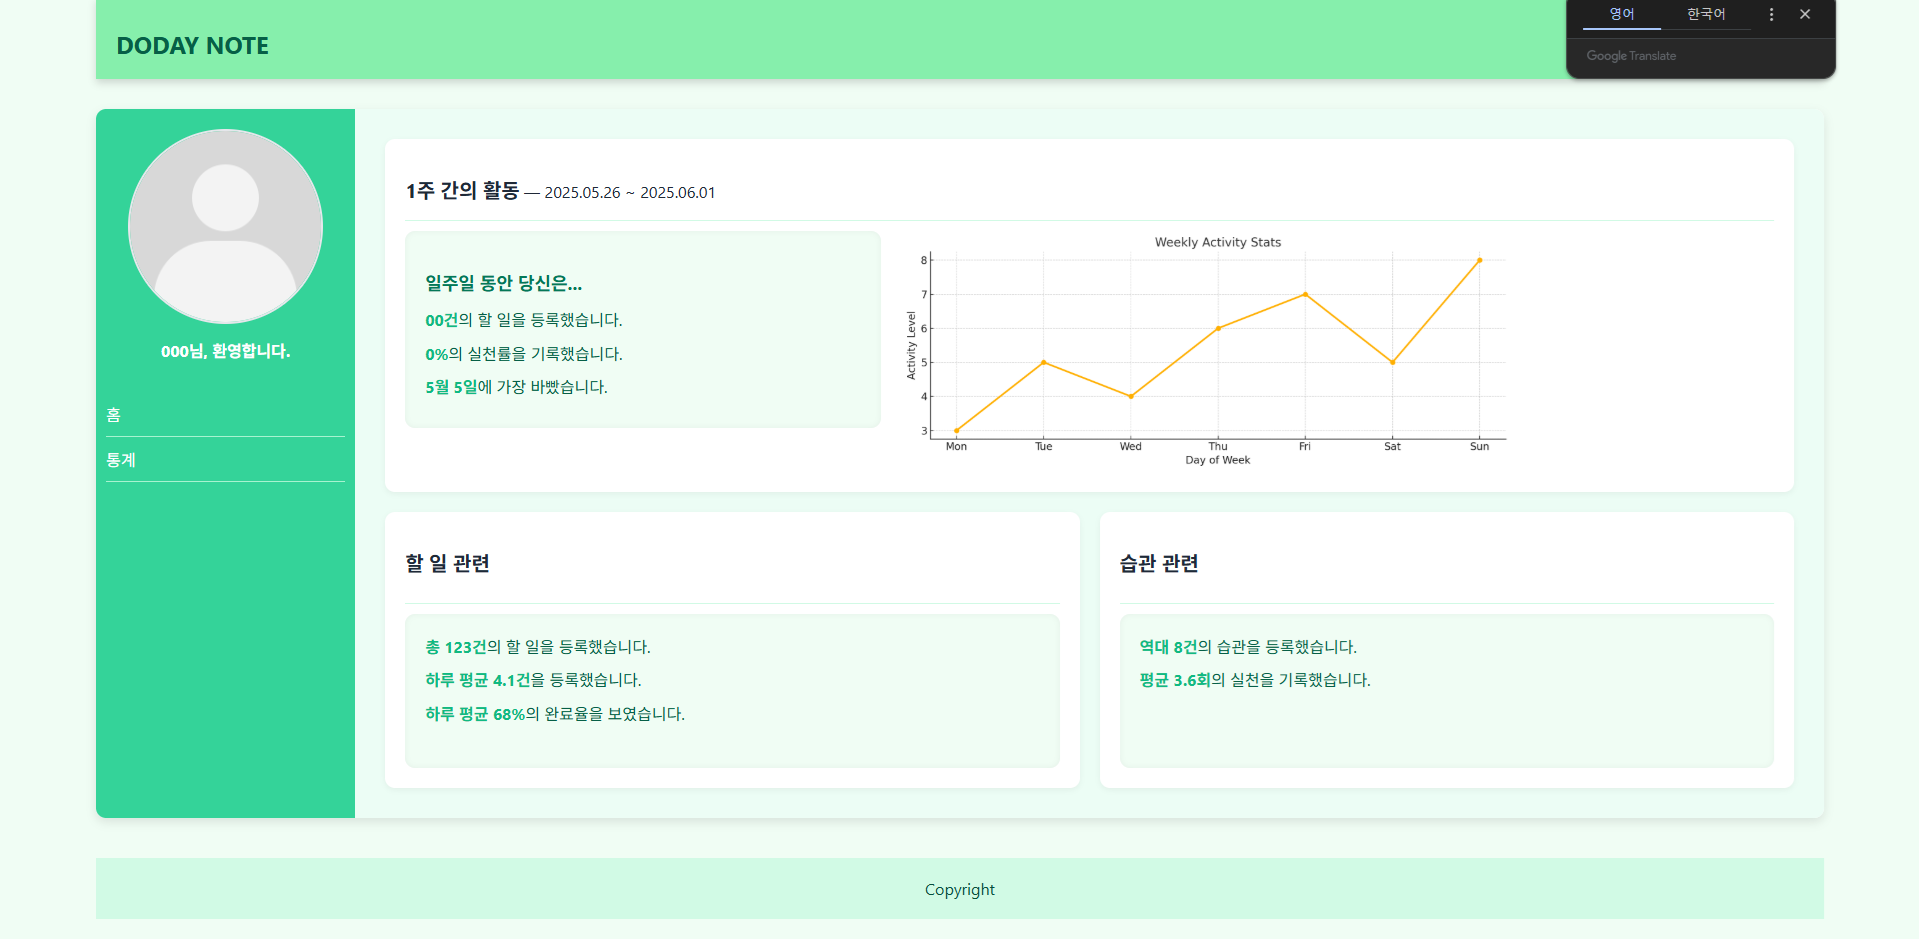 DODAY NOTE
영어 한국어
Google Translate
000님, 환영합니다.
홈
통계
1주 간의 활동 — 2025.05.26 ~ 2025.06.01
일주일 동안 당신은...
00건의 할 일을 등록했습니다.
0%의 실천률을 기록했습니다.
5월 5일에 가장 바빴습니다.
Weekly Activity Stats
Activity Level
8
7
6
5
4
3
Mon Tue Wed Thu Fri Sat Sun
Day of Week
할 일 관련
총 123건의 할 일을 등록했습니다.
하루 평균 4.1건을 등록했습니다.
하루 평균 68%의 완료율을 보였습니다.
습관 관련
역대 8건의 습관을 등록했습니다.
평균 3.6회의 실천을 기록했습니다.
Copyright